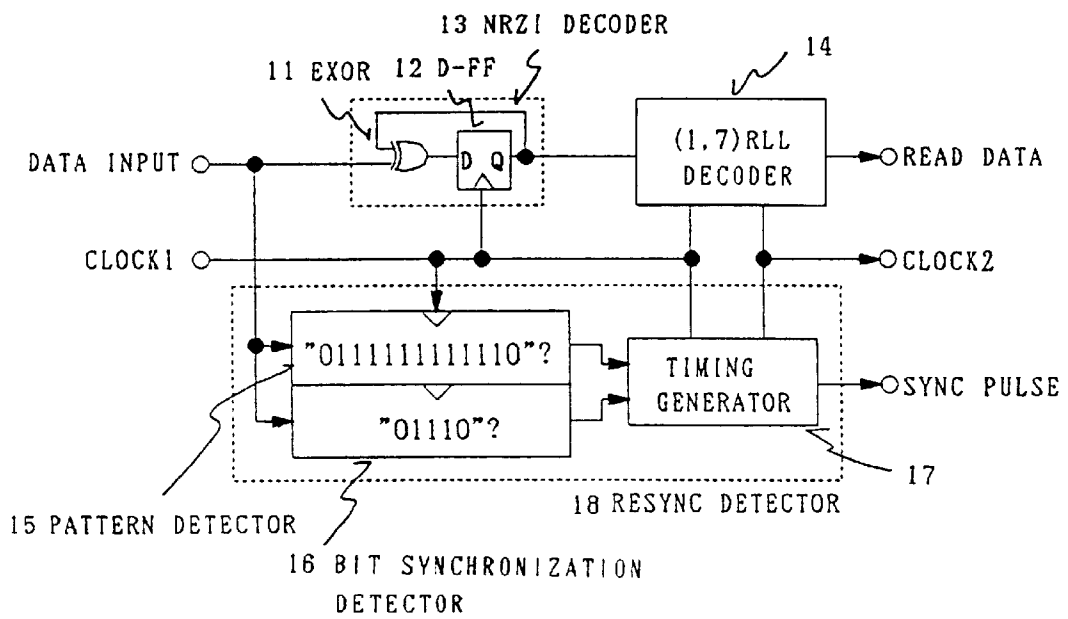 13 NRZI DECODER
14
11 EXOR
12 D-FF
DATA INPUT
D Q
(1,7)RLL
DECODER
READ DATA
CLOCK1
CLOCK2
"01111111111110"?
"01110"?
TIMING
GENERATOR
SYNC PULSE
17
18 RESYNC DETECTOR
15 PATTERN DETECTOR
16 BIT SYNCHRONIZATION
DETECTOR